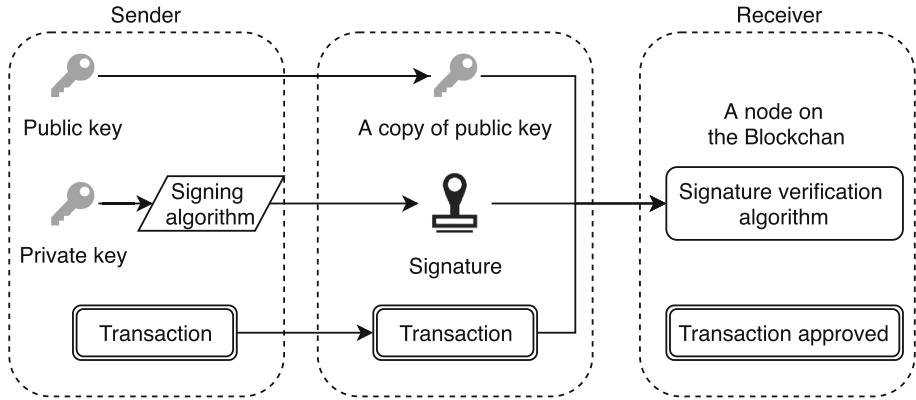 Sender
Receiver
Public key
A copy of public key
A node on
the Blockchan
Private key
Signing
algorithm
Signature
Signature verification
algorithm
Transaction
Transaction
Transaction approved